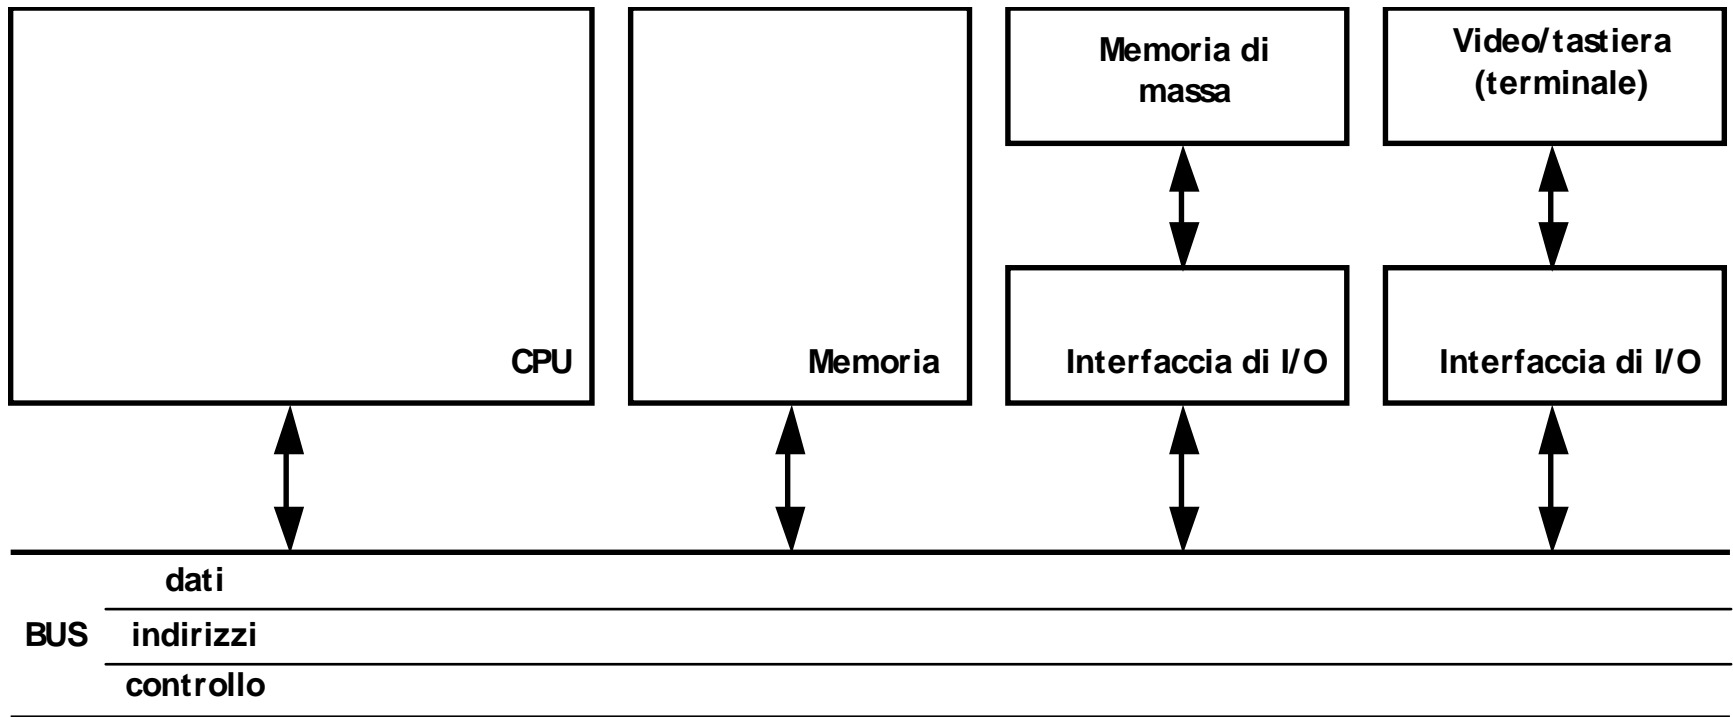 Memoria di
massa
Video/tastiera
(terminale)
CPU
Memoria
Interfaccia di I/O
Interfaccia di I/O
dati
BUS indirizzi
controllo